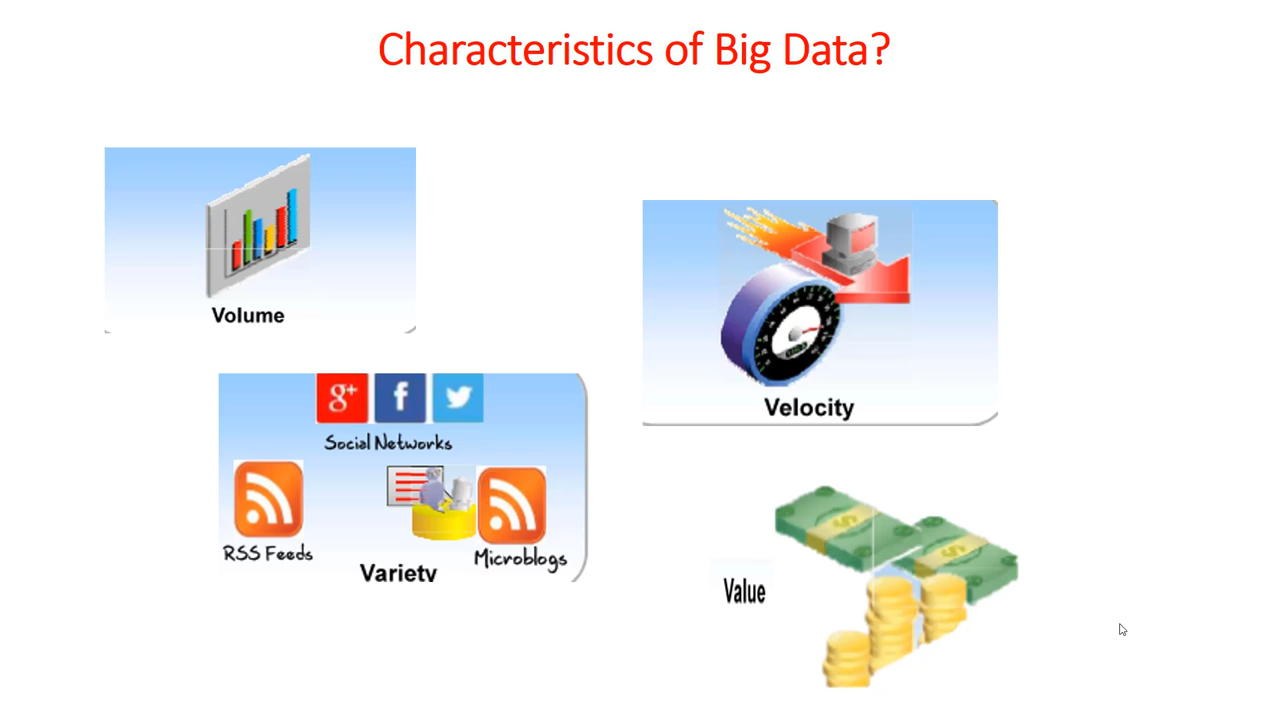 Characteristics of Big Data?
Volume
Velocity
g+ f
Social Networks
RSS Feeds
Microblogs
Variety
Value